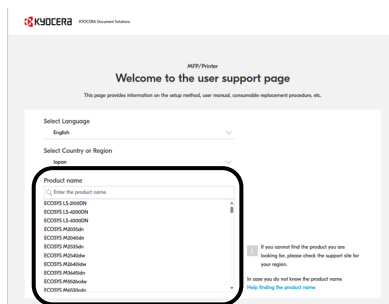 KYOCERA KYOCERA Document Solutions
MFP/Printer
Welcome to the user support page
This page provides information on the setup method, user manual, consumable replacement procedure, etc.
Select Language
English
Select Country or Region
Japan
Product name
Enter the product name
ECOSYS LS-2100DN
ECOSYS LS-4200DN
ECOSYS LS-4300DN
ECOSYS M2035dn
ECOSYS M2040dn
ECOSYS M2535dn
ECOSYS M2540dw
ECOSYS M2640idw
ECOSYS M3645idn
ECOSYS M5526cdw
ECOSYS M6530cdn
If you cannot find the product you are
looking for, please check the support site for
your region.
In case you do not know the product name
Help finding the product name